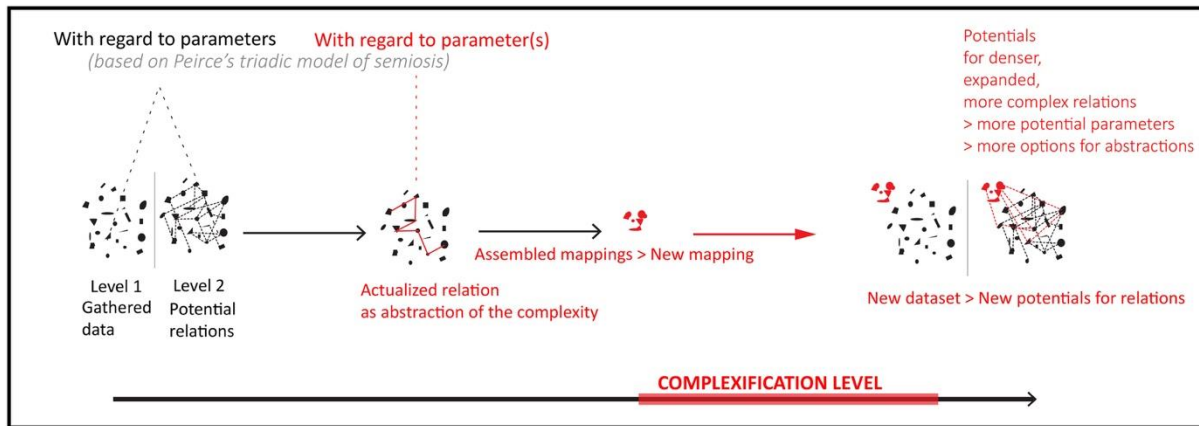 With regard to parameters
(based on Peirce's triadic model of semiosis)
With regard to parameter(s)
Potentials
for denser,
expanded,
more complex relations
> more potential parameters
> more options for abstractions
Level 1
Gathered
data
Level 2
Potential
relations
Actualized relation
as abstraction of the complexity
Assembled mappings > New mapping
New dataset > New potentials for relations
COMPLEXIFICATION LEVEL